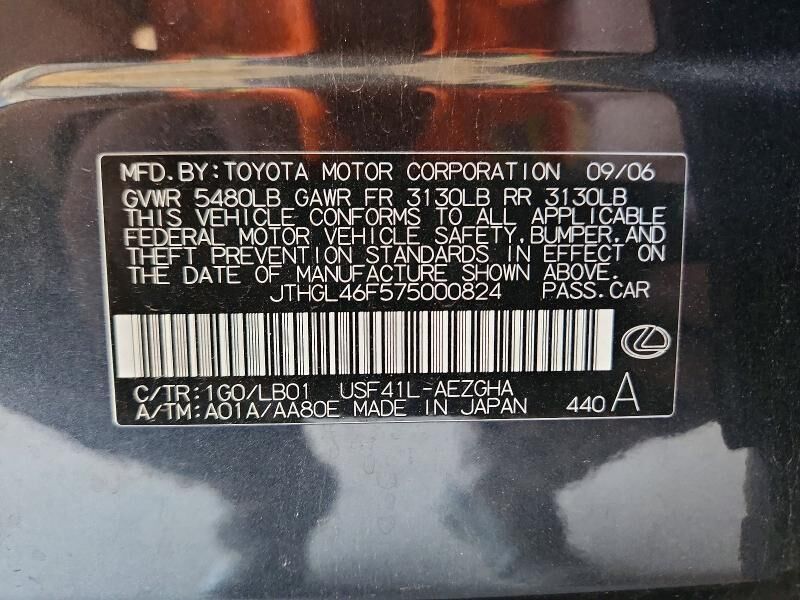 MFD. BY: TOYOTA MOTOR CORPORATION 09/06
GVWR 5480LB GAWR FR 3130LB RR 3130LB
THIS VEHICLE CONFORMS TO ALL APPLICABLE
FEDERAL MOTOR VEHICLE SAFETY, BUMPER, AND
THEFT PREVENTION STANDARDS IN EFFECT ON
THE DATE OF MANUFACTURE SHOWN ABOVE.
JTHGL46F575000824 PASS. CAR
C/TR: 1G0/LB01 USF41L-AEZGHA
A/TM: A01A/AA80E MADE IN JAPAN 440 A